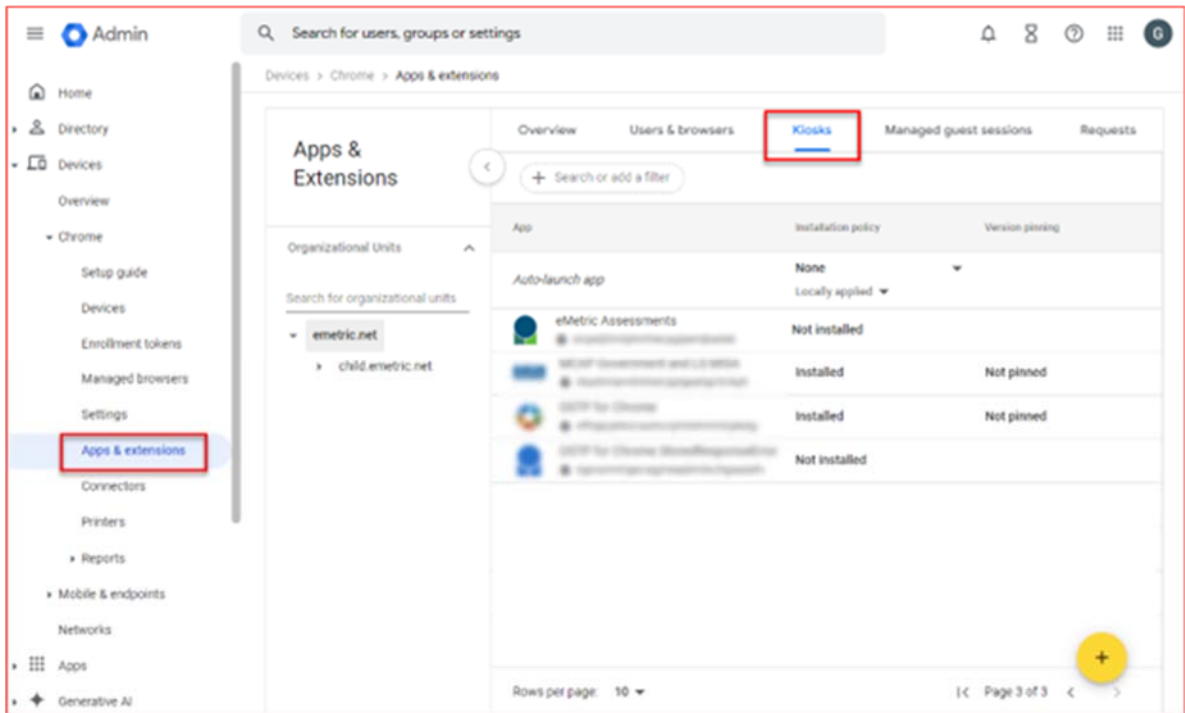 Admin
Search for users, groups or settings
G
Home
Directory
Devices
Overview
Chrome
Setup guide
Devices
Enrollment tokens
Managed browsers
Settings
Apps & extensions
Connectors
Printers
Reports
Mobile & endpoints
Networks
Apps
Generative AI
Devices > Chrome > Apps & extensions
Apps &
Extensions
Organizational Units
Search for organizational units
emetric.net
child.emetric.net
Overview Users & browsers Kiosks Managed guest sessions Requests
+ Search or add a filter
App Installation policy Version pinning
Auto-launch app None
Locally applied
eMetric Assessments Not installed
Installed Not pinned
Installed Not pinned
Not installed
Rows per page: 10 Page 3 of 3